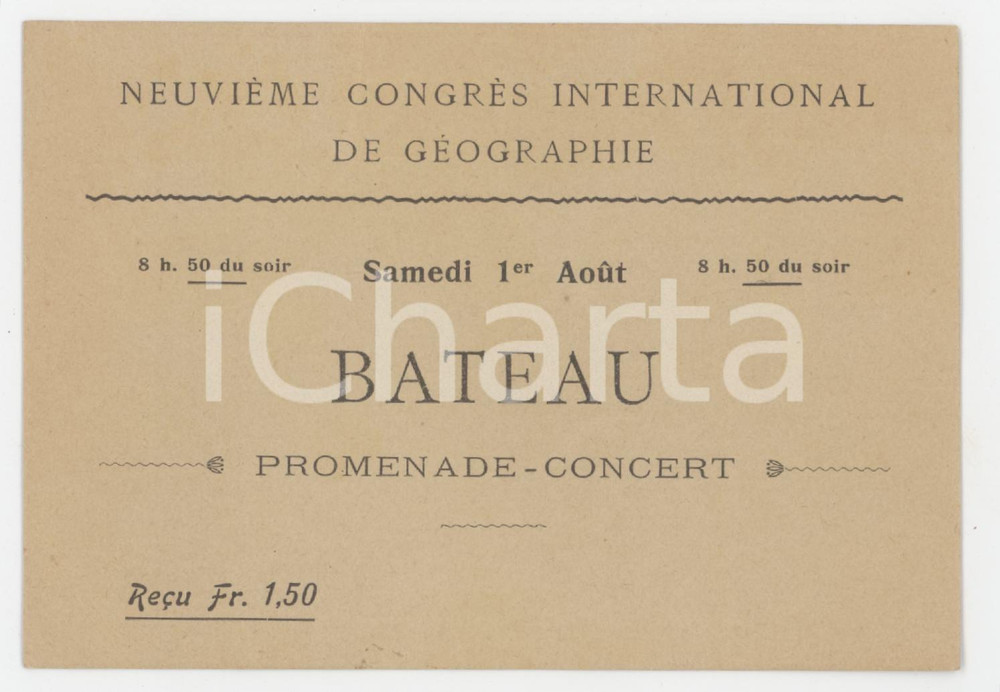 NEUVIÈME CONGRÈS INTERNATIONAL
DE GÉOGRAPHIE
8 h. 50 du soir Samedi 1er Août 8 h. 50 du soir
iCharta
BATEAU
PROMENADE-CONCERT
Reçu Fr. 1,50